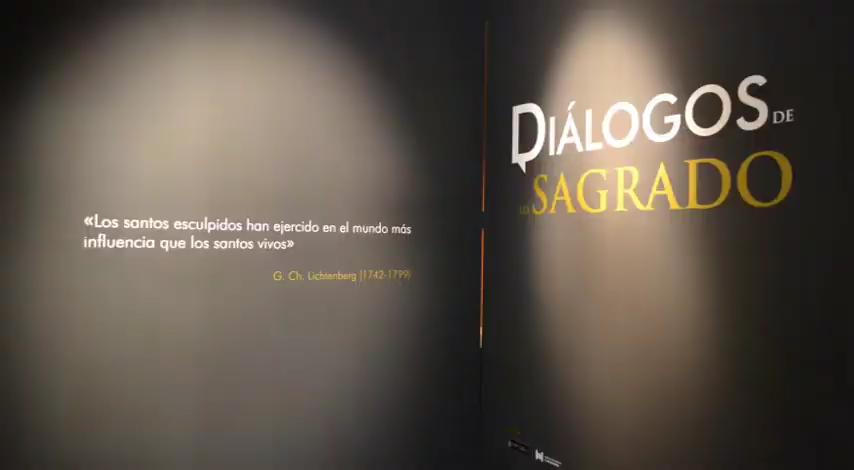 «Los santos esculpidos han ejercido en el mundo más
influencia que los santos vivos»
G. Ch. Lichtenberg (1742-1799)
DIÁLOGOS DE
LO SAGRADO